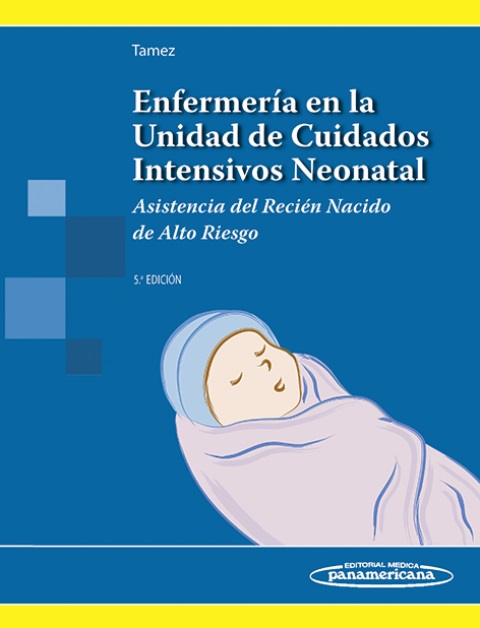 Tamez
Enfermería en la
Unidad de Cuidados
Intensivos Neonatal
Asistencia del Recién Nacido
de Alto Riesgo
5.ª EDICIÓN
EDITORIAL MEDICA
panamericana